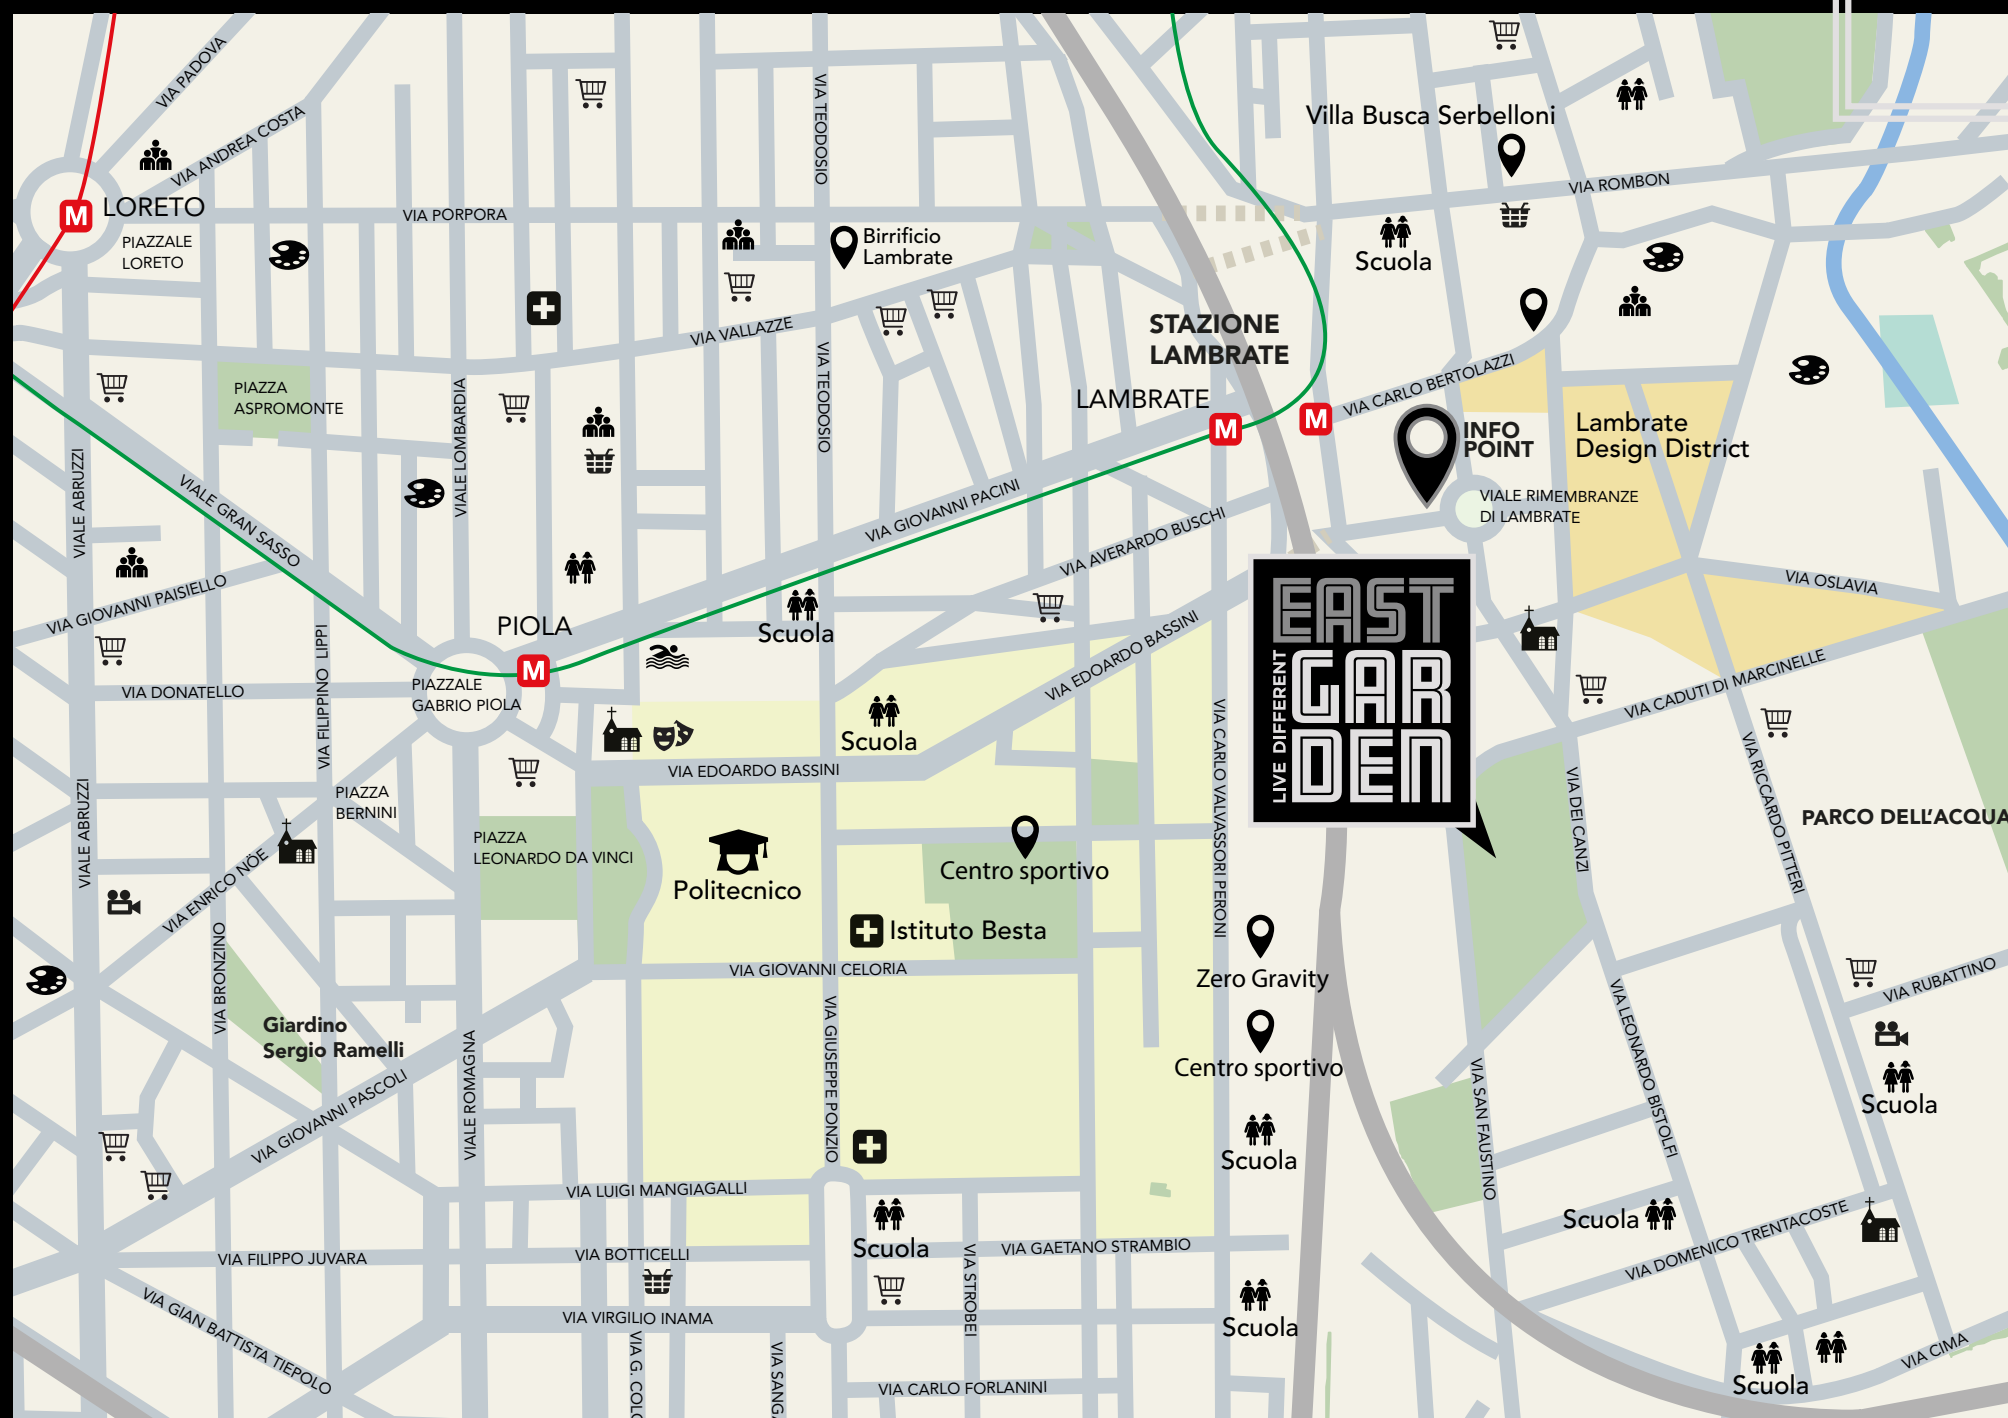 VIA PADOVA
VIA ANDREA COSTA
M
LORETO
PIAZZALE
LORETO
VIA PORPORA
VIA TEODOSIO
Birrificio
Lambrate
Villa Busca Serbelloni
VIA ROMBON
Scuola
VIA VALLAZZE
STAZIONE
LAMBRATE
LAMBRATE
M
M
VIA CARLO BERTOLAZZI
INFO
POINT
Lambrate
Design District
VIALE RIMEMBRANZE
DI LAMBRATE
PIAZZA
ASPROMONTE
VIALE LOMBARDIA
VIA TEODOSIO
VIALE ABRUZZI
VIALE GRAN SASSO
VIA GIOVANNI PACINI
VIA AVERARDO BUSCHI
VIA GIOVANNI PAISIELLO
VIA OSLAVIA
EAST
GAR
DEN
LIVE DIFFERENT
PIOLA
M
Scuola
VIA EDOARDO BASSINI
VIA FILIPPINO LIPPI
VIA DONATELLO
PIAZZALE
GABRIO PIOLA
Scuola
VIA CADUTI DI MARCINELLE
VIA EDOARDO BASSINI
VIA CARLO VALVASSORI PERONI
VIA DEI CANZI
VIA RICCARDO PITTERI
PARCO DELL'ACQUA
VIALE ABRUZZI
PIAZZA
BERNINI
PIAZZA
LEONARDO DA VINCI
VIA ENRICO NÖE
Politecnico
Centro sportivo
Istituto Besta
VIA BRONZINO
VIA GIOVANNI CELORIA
Zero Gravity
VIA RUBATTINO
Giardino
Sergio Ramelli
VIA GIOVANNI PASCOLI
VIALE ROMAGNA
VIA GIUSEPPE PONZIO
Centro sportivo
VIA SAN FAUSTINO
VIA LEONARDO BISTOLFI
Scuola
Scuola
VIA LUIGI MANGIAGALLI
Scuola
Scuola
VIA DOMENICO TRENTACOSTE
VIA FILIPPO JUVARA
VIA BOTTICELLI
VIA STROBEI
VIA GAETANO STRAMBIO
VIA GIAN BATTISTA TIEPOLO
VIA VIRGILIO INAMA
Scuola
VIA CIMA
VIA G. COLO
VIA SANGA
VIA CARLO FORLANINI
Scuola